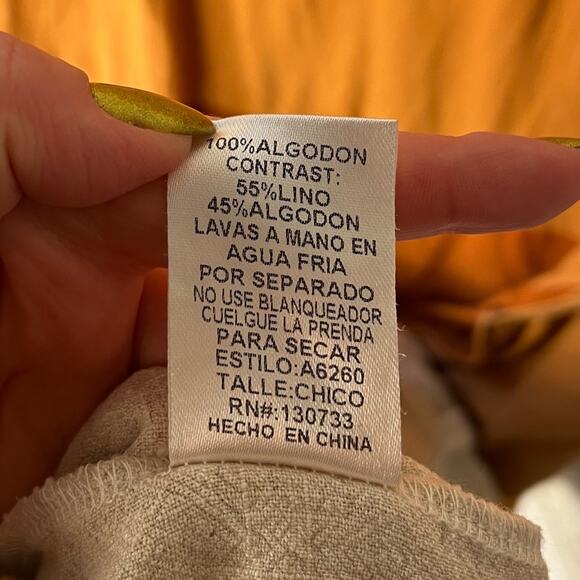 100%ALGODON
CONTRAST:
55%LINO
45%ALGODON
LAVAS A MANO EN
AGUA FRIA
POR SEPARADO
NO USE BLANQUEADOR
CUELGUE LA PRENDA
PARA SECAR
ESTILO:A6260
TALLE:CHICO
RN#:130733
HECHO EN CHINA